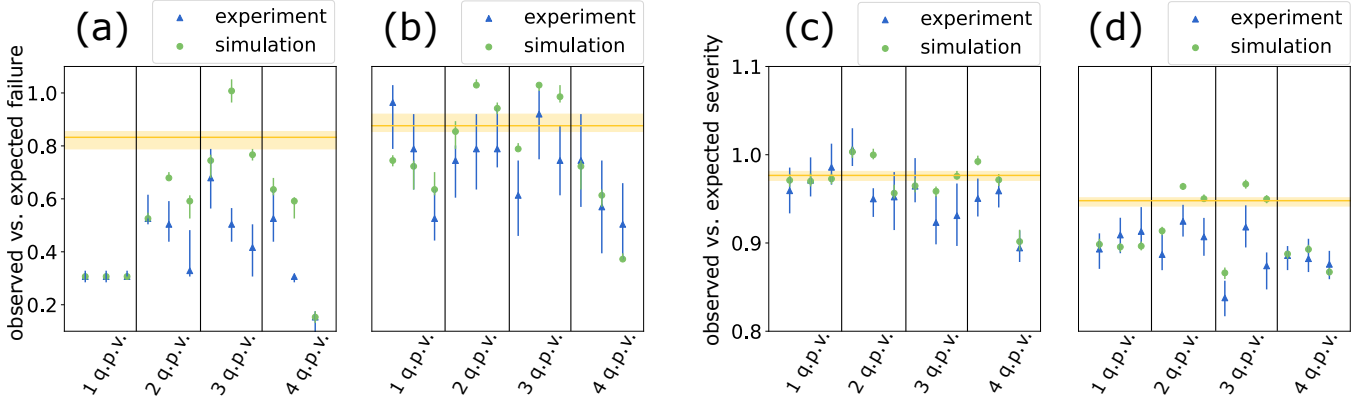 (a)
experiment
simulation
(b)
experiment
simulation
(c)
experiment
simulation
(d)
experiment
simulation
observed vs. expected failure
1.0
0.8
0.6
0.4
0.2
1 q.p.v.
2 q.p.v.
3 q.p.v.
4 q.p.v.
1 q.p.v.
2 q.p.v.
3 q.p.v.
4 q.p.v.
observed vs. expected severity
1.1
1.0
0.9
0.8
1 q.p.v.
2 q.p.v.
3 q.p.v.
4 q.p.v.
1 q.p.v.
2 q.p.v.
3 q.p.v.
4 q.p.v.